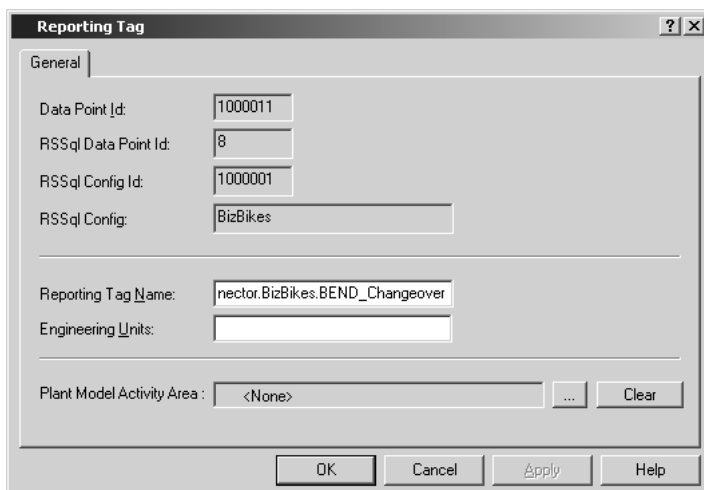 Reporting Tag
General
Data Point Id: 1000011
RSSql Data Point Id: 8
RSSql Config Id: 1000001
RSSql Config: BizBikes
Reporting Tag Name: nector.BizBikes.BEND_Changeover
Engineering Units:
Plant Model Activity Area : <None> ... Clear
OK Cancel Apply Help